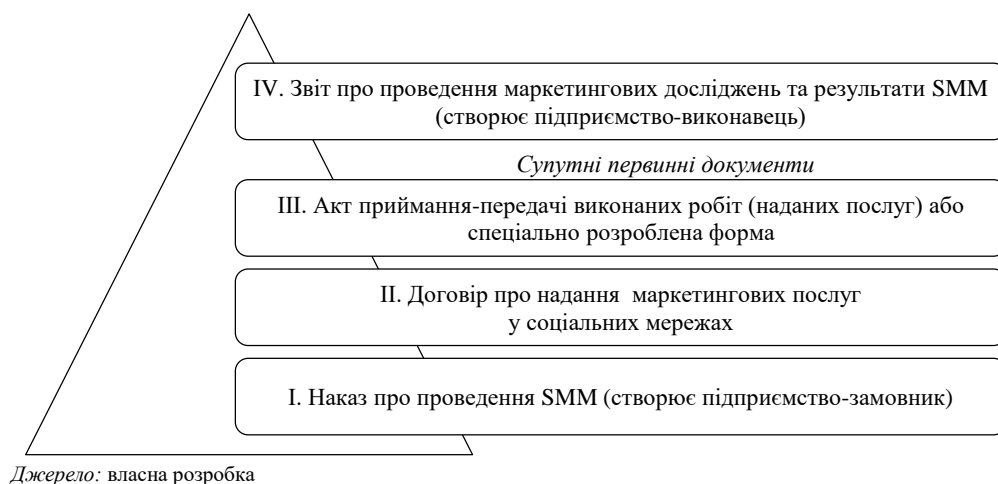 IV. Звіт про проведення маркетингових досліджень та результати SMM
(створює підприємство-виконавець)
Супутні первинні документи
III. Акт приймання-передачі виконаних робіт (наданих послуг) або
спеціально розроблена форма
II. Договір про надання маркетингових послуг
у соціальних мережах
I. Наказ про проведення SMM (створює підприємство-замовник)
Джерело: власна розробка